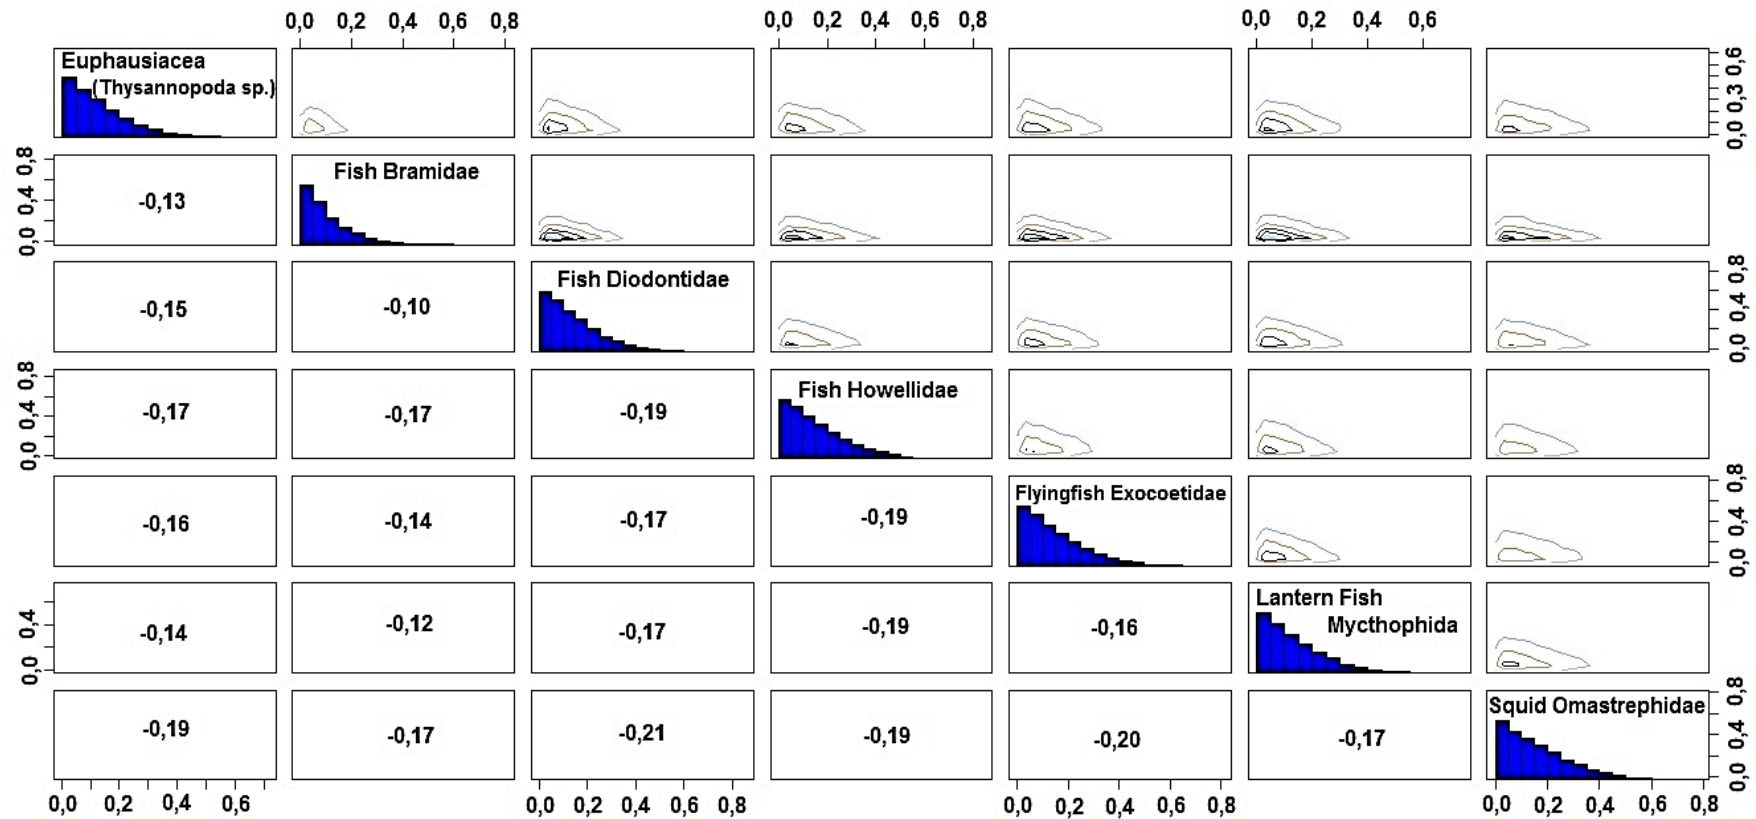 0,0 0,2 0,4 0,6 0,8 0,0 0,2 0,4 0,6 0,8 0,0 0,2 0,4 0,6
Euphausiacea
(Thysannopoda sp.)
0,0 0,3 0,6
0,0 0,4 0,8
-0,13
Fish Bramidae
-0,15 -0,10
Fish Diodontidae
0,0 0,4 0,8
0,0 0,4 0,8
-0,17 -0,17 -0,19
Fish Howellidae
-0,16 -0,14 -0,17 -0,19
Flyingfish Exocoetidae
0,0 0,4 0,8
0,0 0,4
-0,14 -0,12 -0,17 -0,19 -0,16
Lantern Fish
Mycthophida
-0,19 -0,17 -0,21 -0,19 -0,20 -0,17
Squid Omastrephidae
0,0 0,4 0,8
0,0 0,2 0,4 0,6 0,0 0,2 0,4 0,6 0,8 0,0 0,2 0,4 0,6 0,8 0,0 0,2 0,4 0,6 0,8